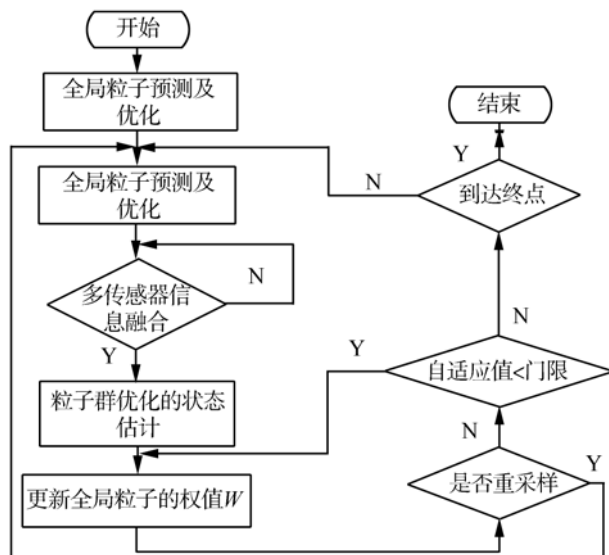 开始
全局粒子预测及
优化
全局粒子预测及
优化
多传感器信
息融合
N
Y
粒子群优化的状态
估计
更新全局粒子的权值W
是否重采样
Y
N
自适应值<门限
Y
N
到达终点
N
Y
结束